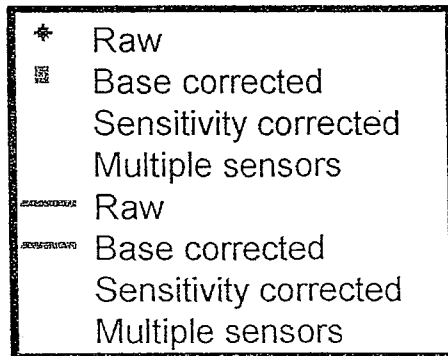 Raw
Base corrected
Sensitivity corrected
Multiple sensors
Raw
Base corrected
Sensitivity corrected
Multiple sensors